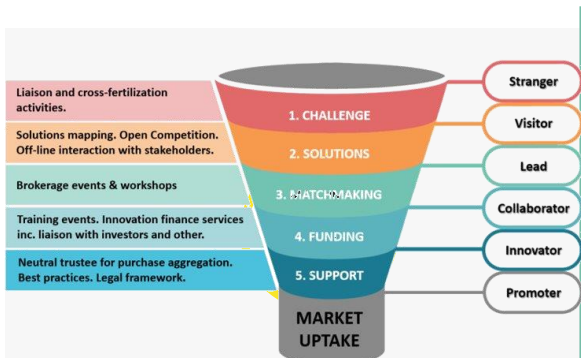 Liaison and cross-fertilization
activities.
Solutions mapping. Open Competition.
Off-line interaction with stakeholders.
Brokerage events & workshops
Training events. Innovation finance services
inc. liaison with investors and other.
Neutral trustee for purchase aggregation.
Best practices. Legal framework.
1. CHALLENGE
2. SOLUTIONS
3. MATCHMAKING
4. FUNDING
5. SUPPORT
MARKET
UPTAKE
Stranger
Visitor
Lead
Collaborator
Innovator
Promoter